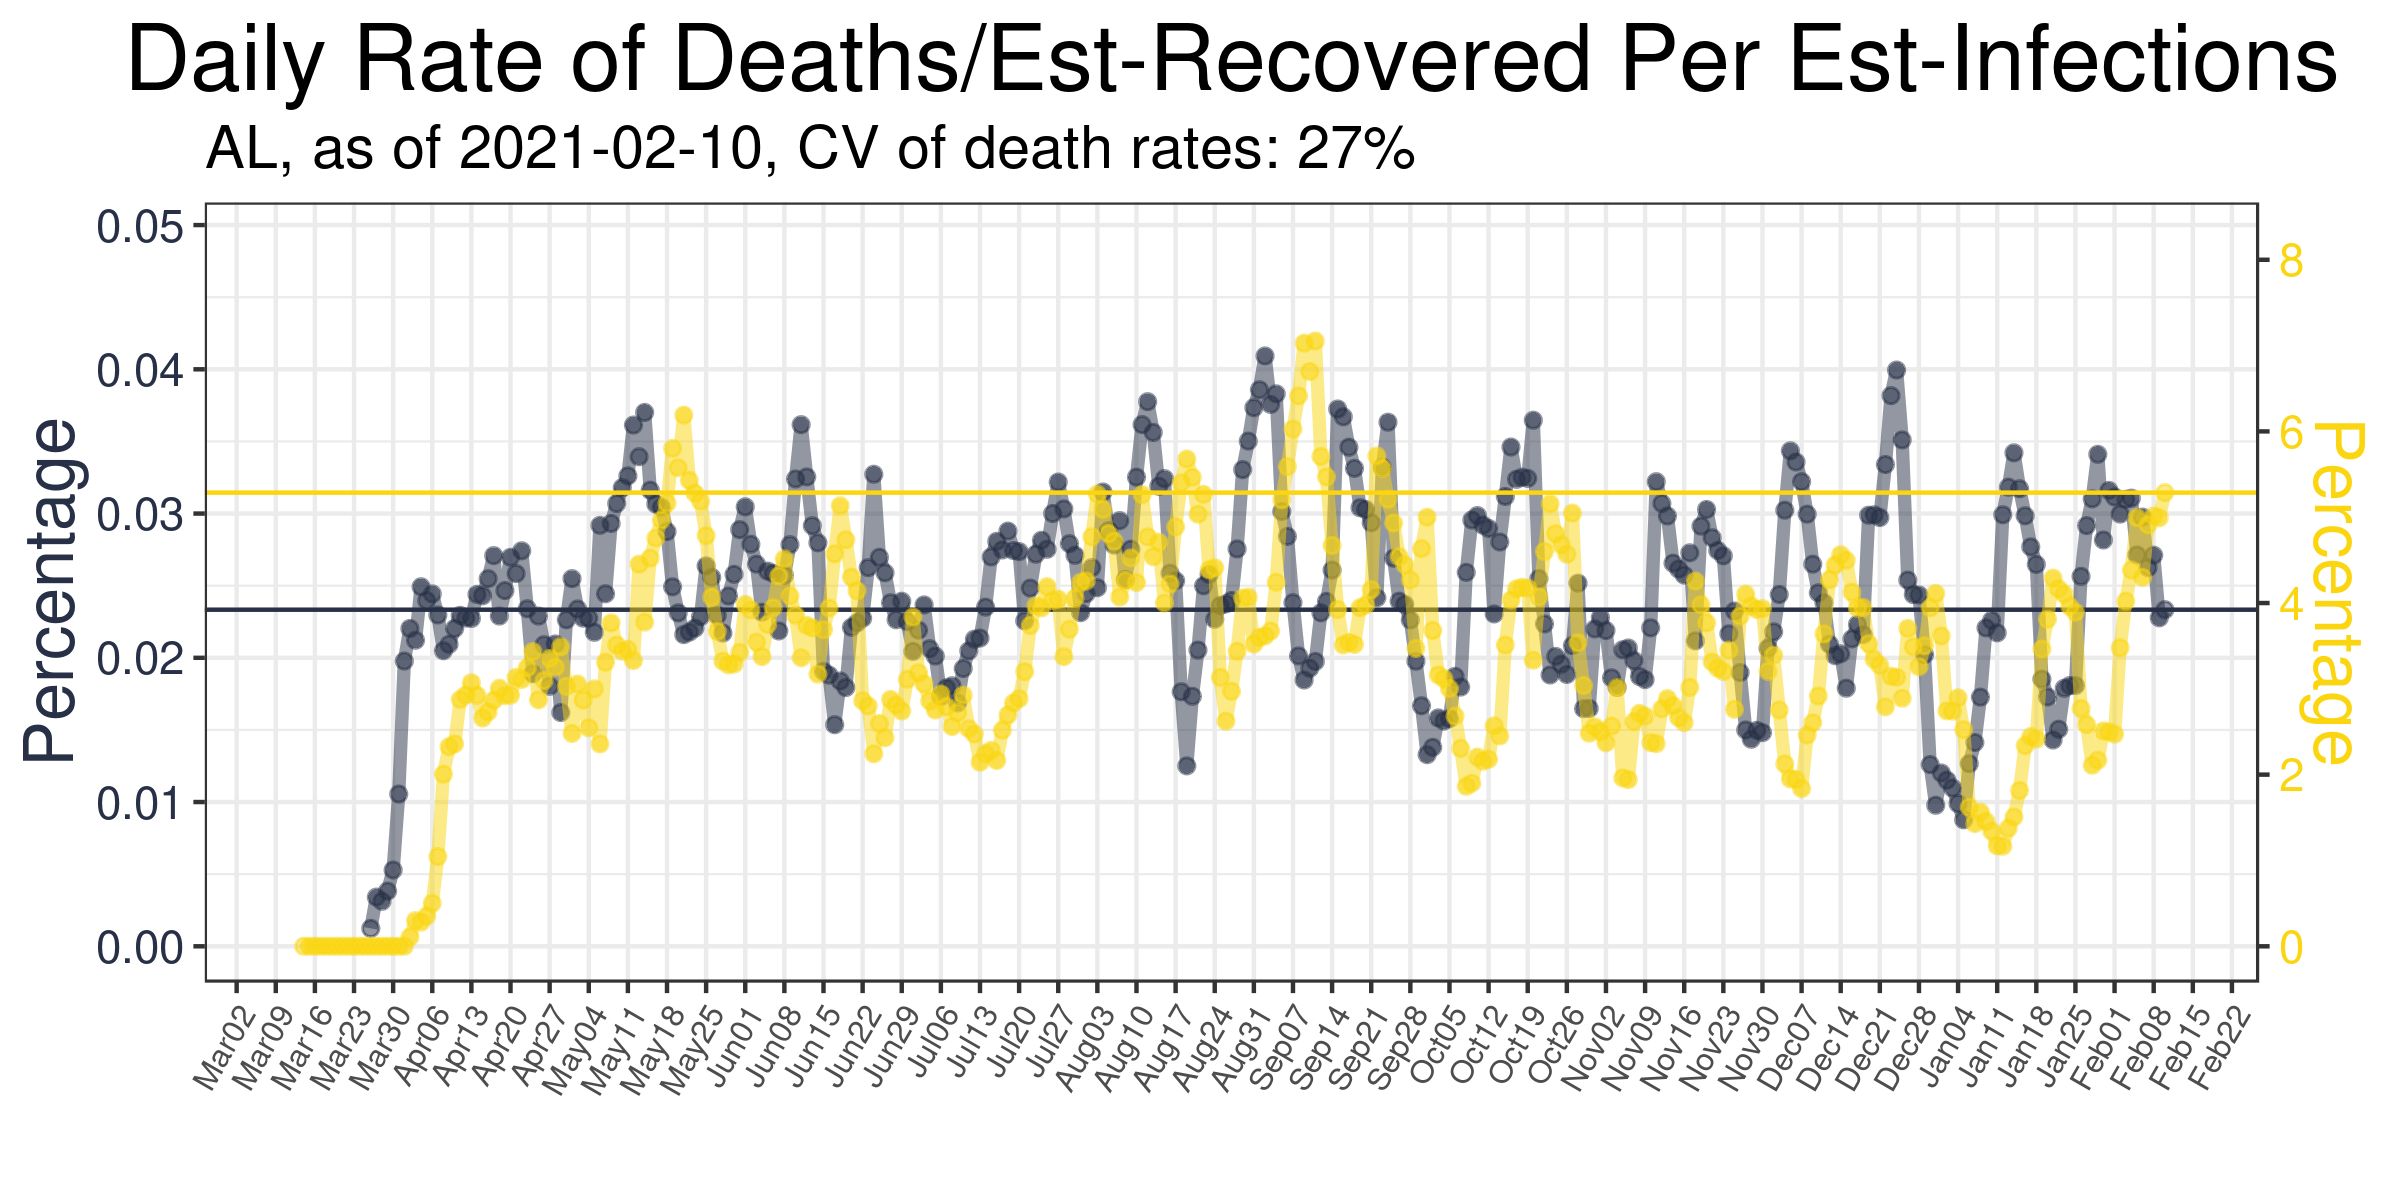 Daily Rate of Deaths/Est-Recovered Per Est-Infections
AL, as of 2021-02-10, CV of death rates: 27%
Percentage
0.05
0.04
0.03
0.02
0.01
0.00
8
6
4
2
0
Percentage
Mar02 Mar09 Mar16 Mar23 Mar30 Apr06 Apr13 Apr20 Apr27 May04 May11 May18 May25 Jun01 Jun08 Jun15 Jun22 Jun29 Jul06 Jul13 Jul20 Jul27 Aug03 Aug10 Aug17 Aug24 Aug31 Sep07 Sep14 Sep21 Sep28 Oct05 Oct12 Oct19 Oct26 Nov02 Nov09 Nov16 Nov23 Nov30 Dec07 Dec14 Dec21 Dec28 Jan04 Jan11 Jan18 Jan25 Feb01 Feb08 Feb15 Feb22